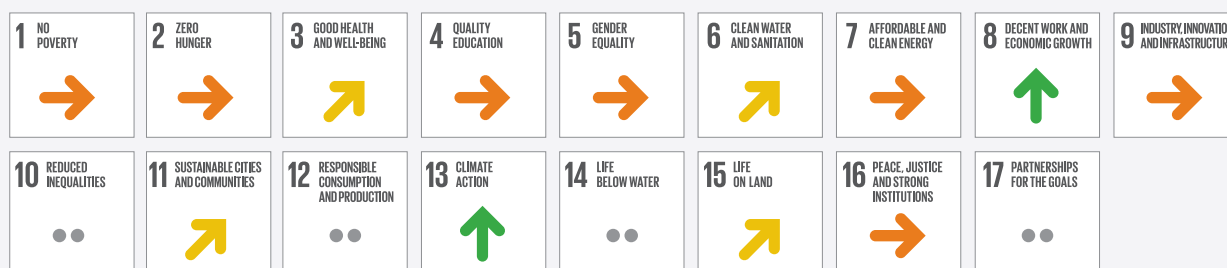 1 NO
POVERTY
2 ZERO
HUNGER
3 GOOD HEALTH
AND WELL-BEING
4 QUALITY
EDUCATION
5 GENDER
EQUALITY
6 CLEAN WATER
AND SANITATION
7 AFFORDABLE AND
CLEAN ENERGY
8 DECENT WORK AND
ECONOMIC GROWTH
9 INDUSTRY, INNOVATIO
AND INFRASTRUCTUR
10 REDUCED
INEQUALITIES
11 SUSTAINABLE CITIES
AND COMMUNITIES
12 RESPONSIBLE
CONSUMPTION
AND PRODUCTION
13 CLIMATE
ACTION
14 LIFE
BELOW WATER
15 LIFE
ON LAND
16 PEACE, JUSTICE
AND STRONG
INSTITUTIONS
17 PARTNERSHIPS
FOR THE GOALS